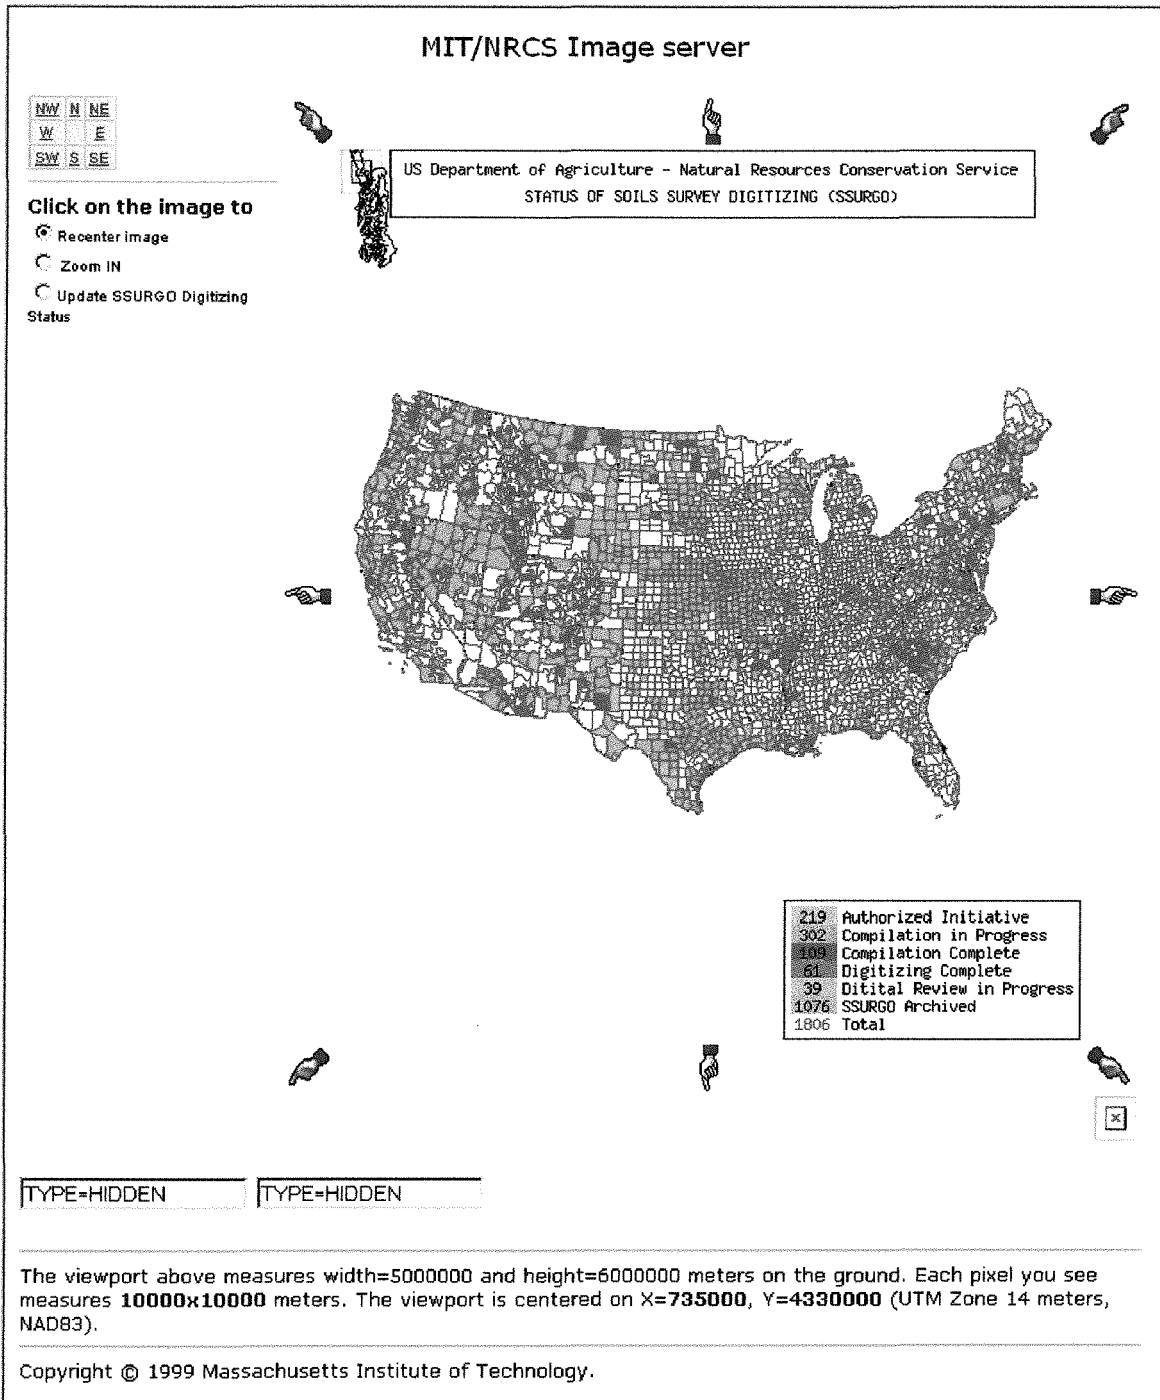 MIT/NRCS Image server
NW N NE
W E
SW S SE
Click on the image to
Recenter image
Zoom IN
Update SSURGO Digitizing
Status
US Department of Agriculture - Natural Resources Conservation Service
STATUS OF SOILS SURVEY DIGITIZING (SSURGO)
219 Authorized Initiative
302 Compilation in Progress
109 Compilation Complete
61 Digitizing Complete
39 Ditital Review in Progress
1076 SSURGO Archived
1806 Total
TYPE=HIDDEN TYPE=HIDDEN
The viewport above measures width=5000000 and height=6000000 meters on the ground. Each pixel you see
measures 10000x10000 meters. The viewport is centered on X=735000, Y=4330000 (UTM Zone 14 meters,
NAD83).
Copyright © 1999 Massachusetts Institute of Technology.